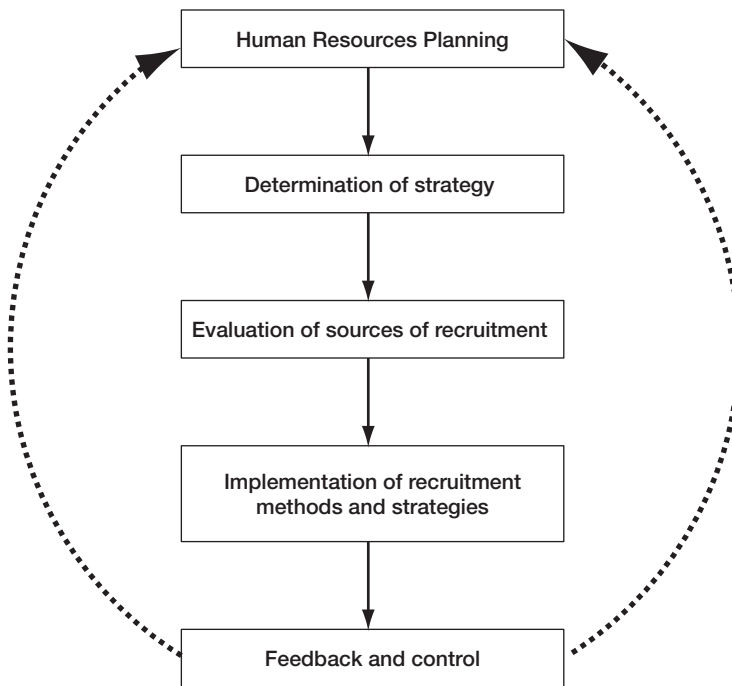 Human Resources Planning
Determination of strategy
Evaluation of sources of recruitment
Implementation of recruitment
methods and strategies
Feedback and control